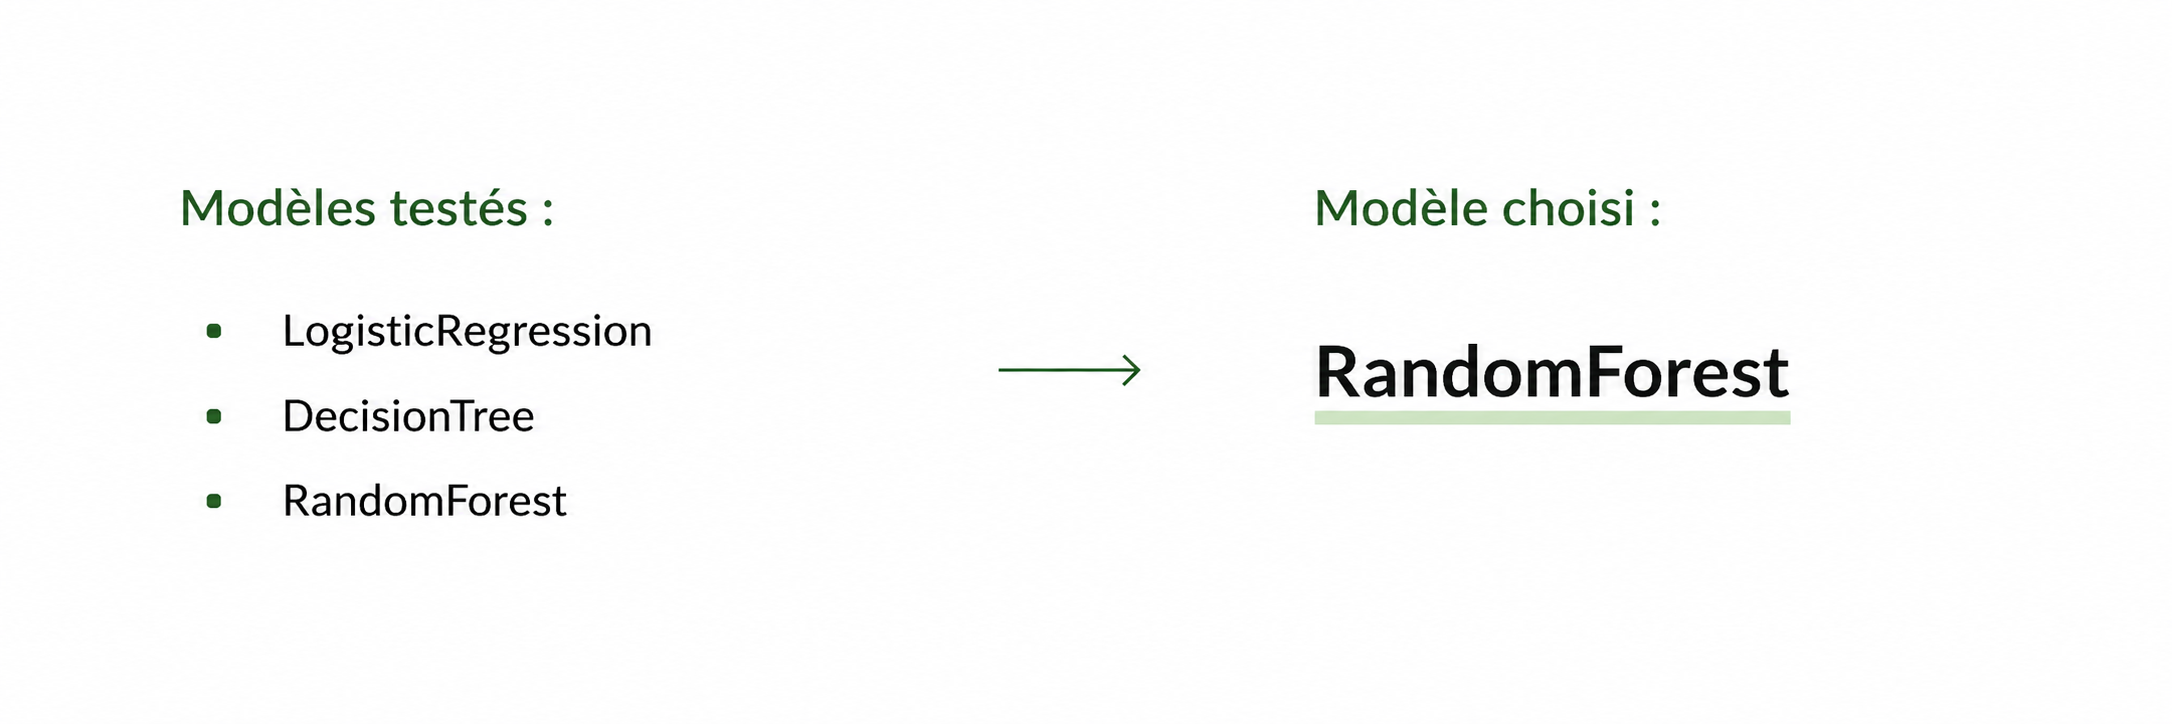 Modèles testés :
LogisticRegression
DecisionTree
RandomForest
Modèle choisi :
RandomForest